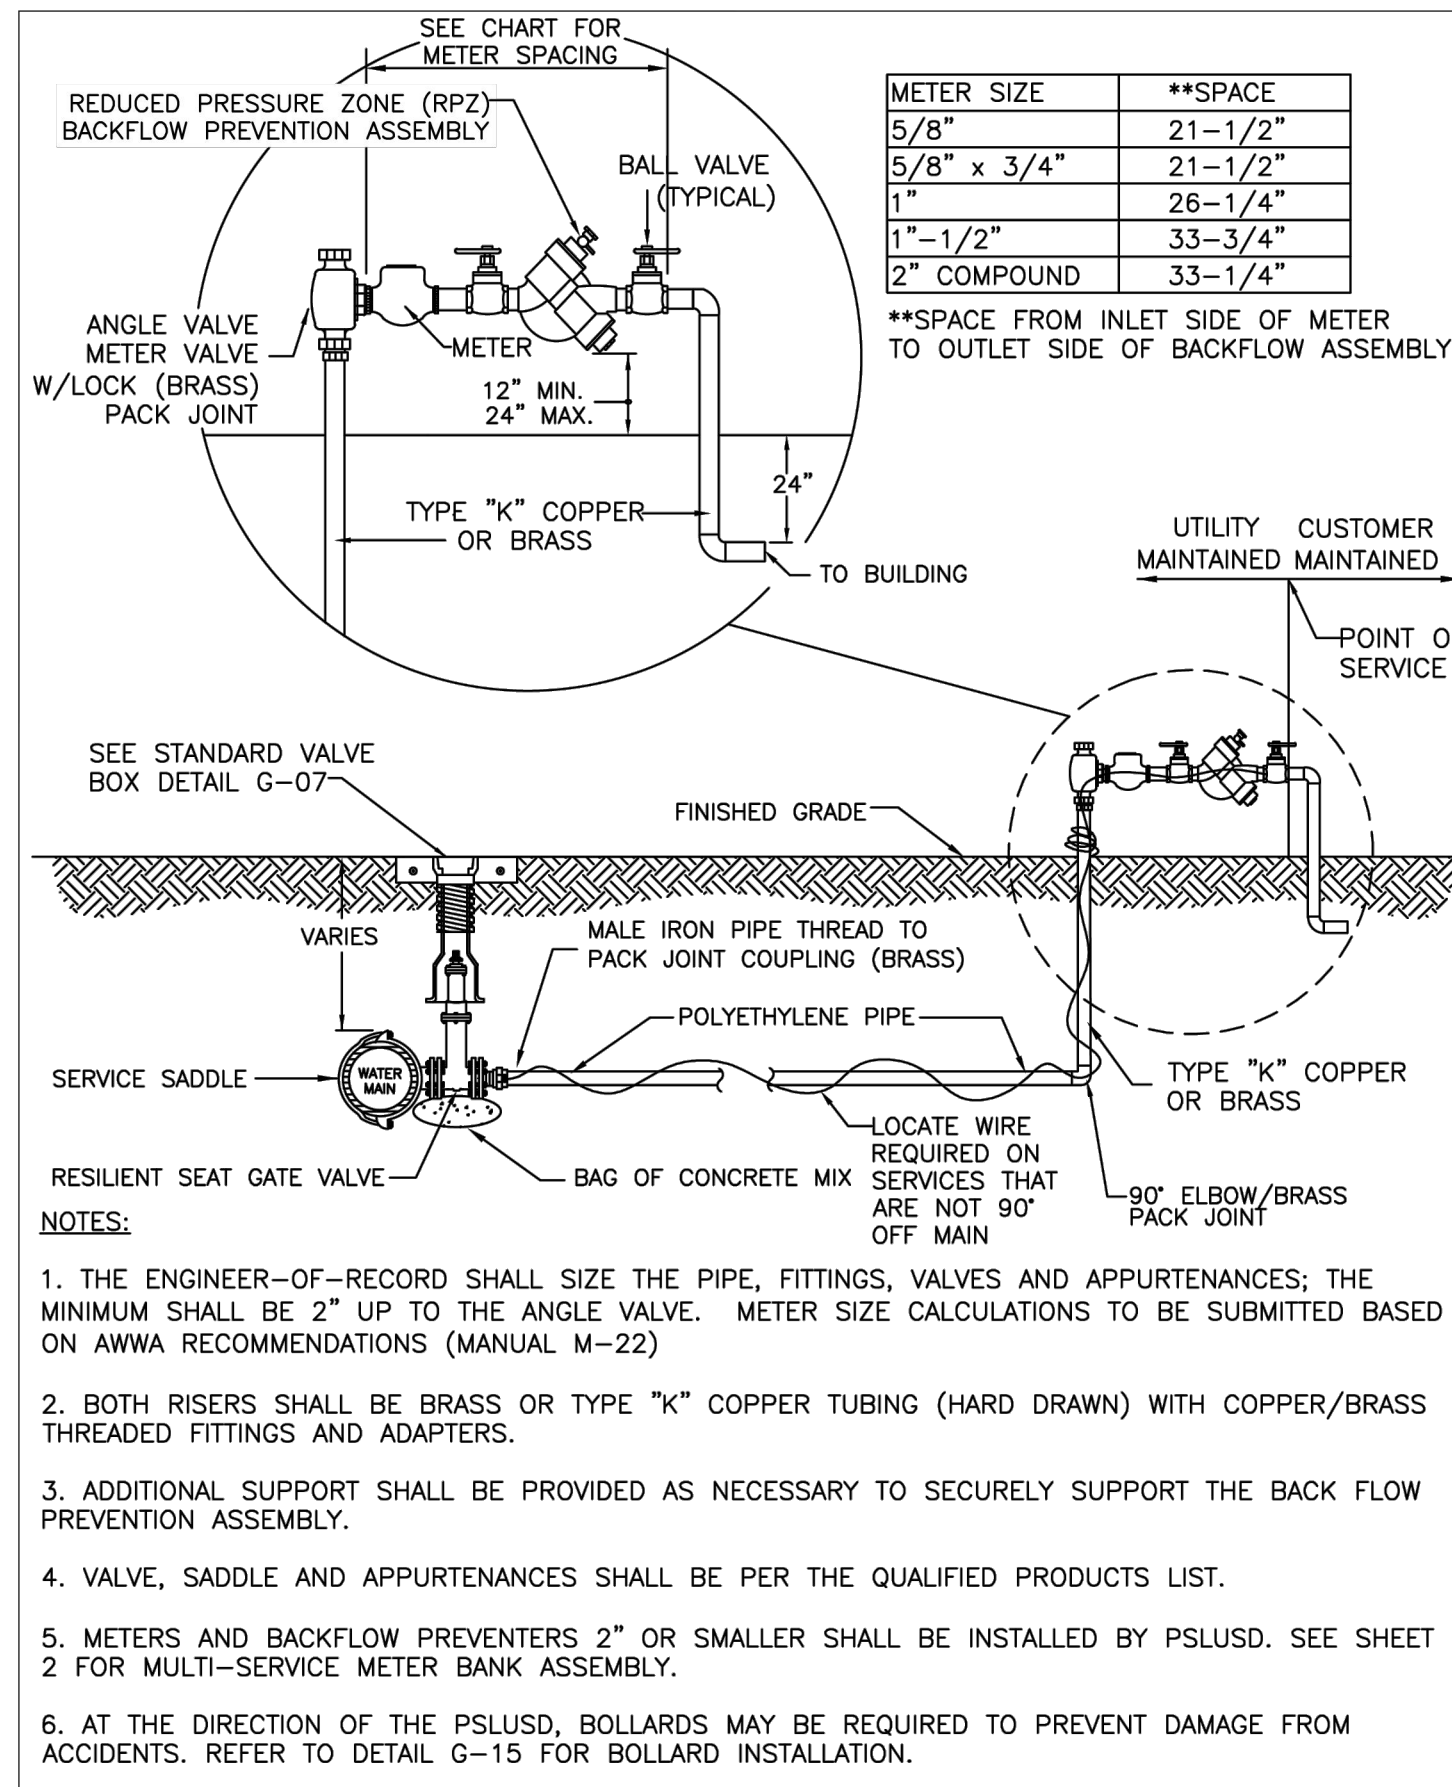 SEE CHART FOR
METER SPACING
REDUCED PRESSURE ZONE (RPZ)
BACKFLOW PREVENTION ASSEMBLY
BALL VALVE
(TYPICAL)
ANGLE VALVE
METER VALVE
W/LOCK (BRASS)
PACK JOINT
METER
12" MIN.
24" MAX.
24"
TYPE "K" COPPER
OR BRASS
TO BUILDING
METER SIZE **SPACE
5/8" 21-1/2"
5/8" x 3/4" 21-1/2"
1" 26-1/4"
1"-1/2" 33-3/4"
2" COMPOUND 33-1/4"
**SPACE FROM INLET SIDE OF METER
TO OUTLET SIDE OF BACKFLOW ASSEMBLY
UTILITY CUSTOMER
MAINTAINED MAINTAINED
POINT O
SERVICE
SEE STANDARD VALVE
BOX DETAIL G-07
FINISHED GRADE
VARIES
MALE IRON PIPE THREAD TO
PACK JOINT COUPLING (BRASS)
POLYETHYLENE PIPE
SERVICE SADDLE
WATER
MAIN
TYPE "K" COPPER
OR BRASS
LOCATE WIRE
REQUIRED ON
SERVICES THAT
ARE NOT 90°
OFF MAIN
RESILIENT SEAT GATE VALVE
BAG OF CONCRETE MIX
90° ELBOW/BRASS
PACK JOINT
NOTES:
1. THE ENGINEER-OF-RECORD SHALL SIZE THE PIPE, FITTINGS, VALVES AND APPURTENANCES; THE
MINIMUM SHALL BE 2" UP TO THE ANGLE VALVE. METER SIZE CALCULATIONS TO BE SUBMITTED BASED
ON AWWA RECOMMENDATIONS (MANUAL M-22)
2. BOTH RISERS SHALL BE BRASS OR TYPE "K" COPPER TUBING (HARD DRAWN) WITH COPPER/BRASS
THREADED FITTINGS AND ADAPTERS.
3. ADDITIONAL SUPPORT SHALL BE PROVIDED AS NECESSARY TO SECURELY SUPPORT THE BACK FLOW
PREVENTION ASSEMBLY.
4. VALVE, SADDLE AND APPURTENANCES SHALL BE PER THE QUALIFIED PRODUCTS LIST.
5. METERS AND BACKFLOW PREVENTERS 2" OR SMALLER SHALL BE INSTALLED BY PSLUSD. SEE SHEET
2 FOR MULTI-SERVICE METER BANK ASSEMBLY.
6. AT THE DIRECTION OF THE PSLUSD, BOLLARDS MAY BE REQUIRED TO PREVENT DAMAGE FROM
ACCIDENTS. REFER TO DETAIL G-15 FOR BOLLARD INSTALLATION.